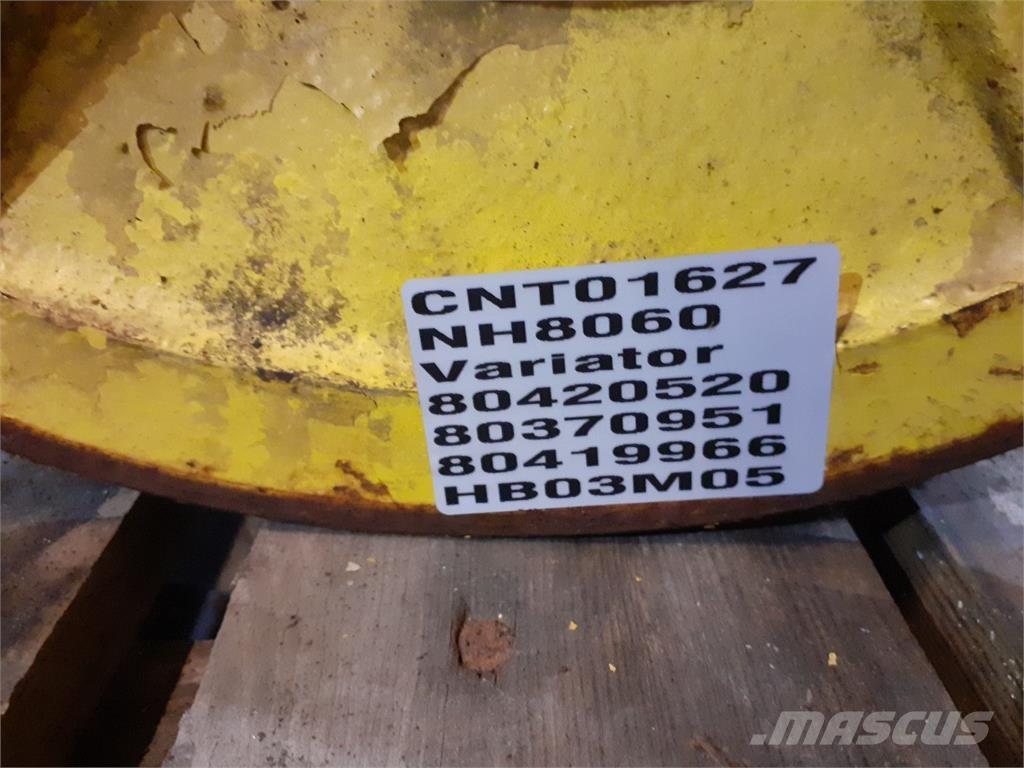 CNT01627
NH8060
Variator
80420520
80370951
80419966
HB03M05
MASCUS